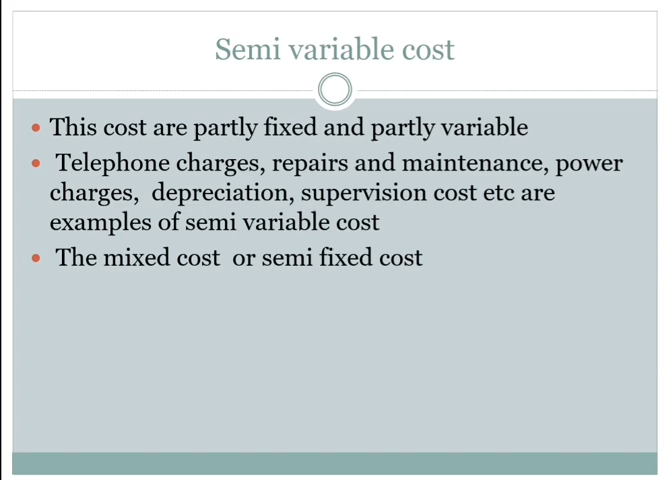 Semi variable cost
This cost are partly fixed and partly variable
Telephone charges, repairs and maintenance, power
charges, depreciation, supervision cost etc are
examples of semi variable cost
The mixed cost or semi fixed cost